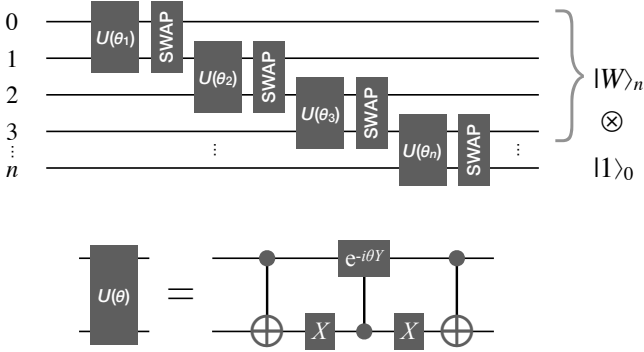 0
U(θ₁)
SWAP
1
U(θ₂)
SWAP
2
U(θ₃)
SWAP
3
U(θₙ)
SWAP
⋮
⋮
⋮
n
|W⟩ₙ
⊗
|1⟩₀
U(θ)
=
e⁻ⁱᶿʸ
X
X